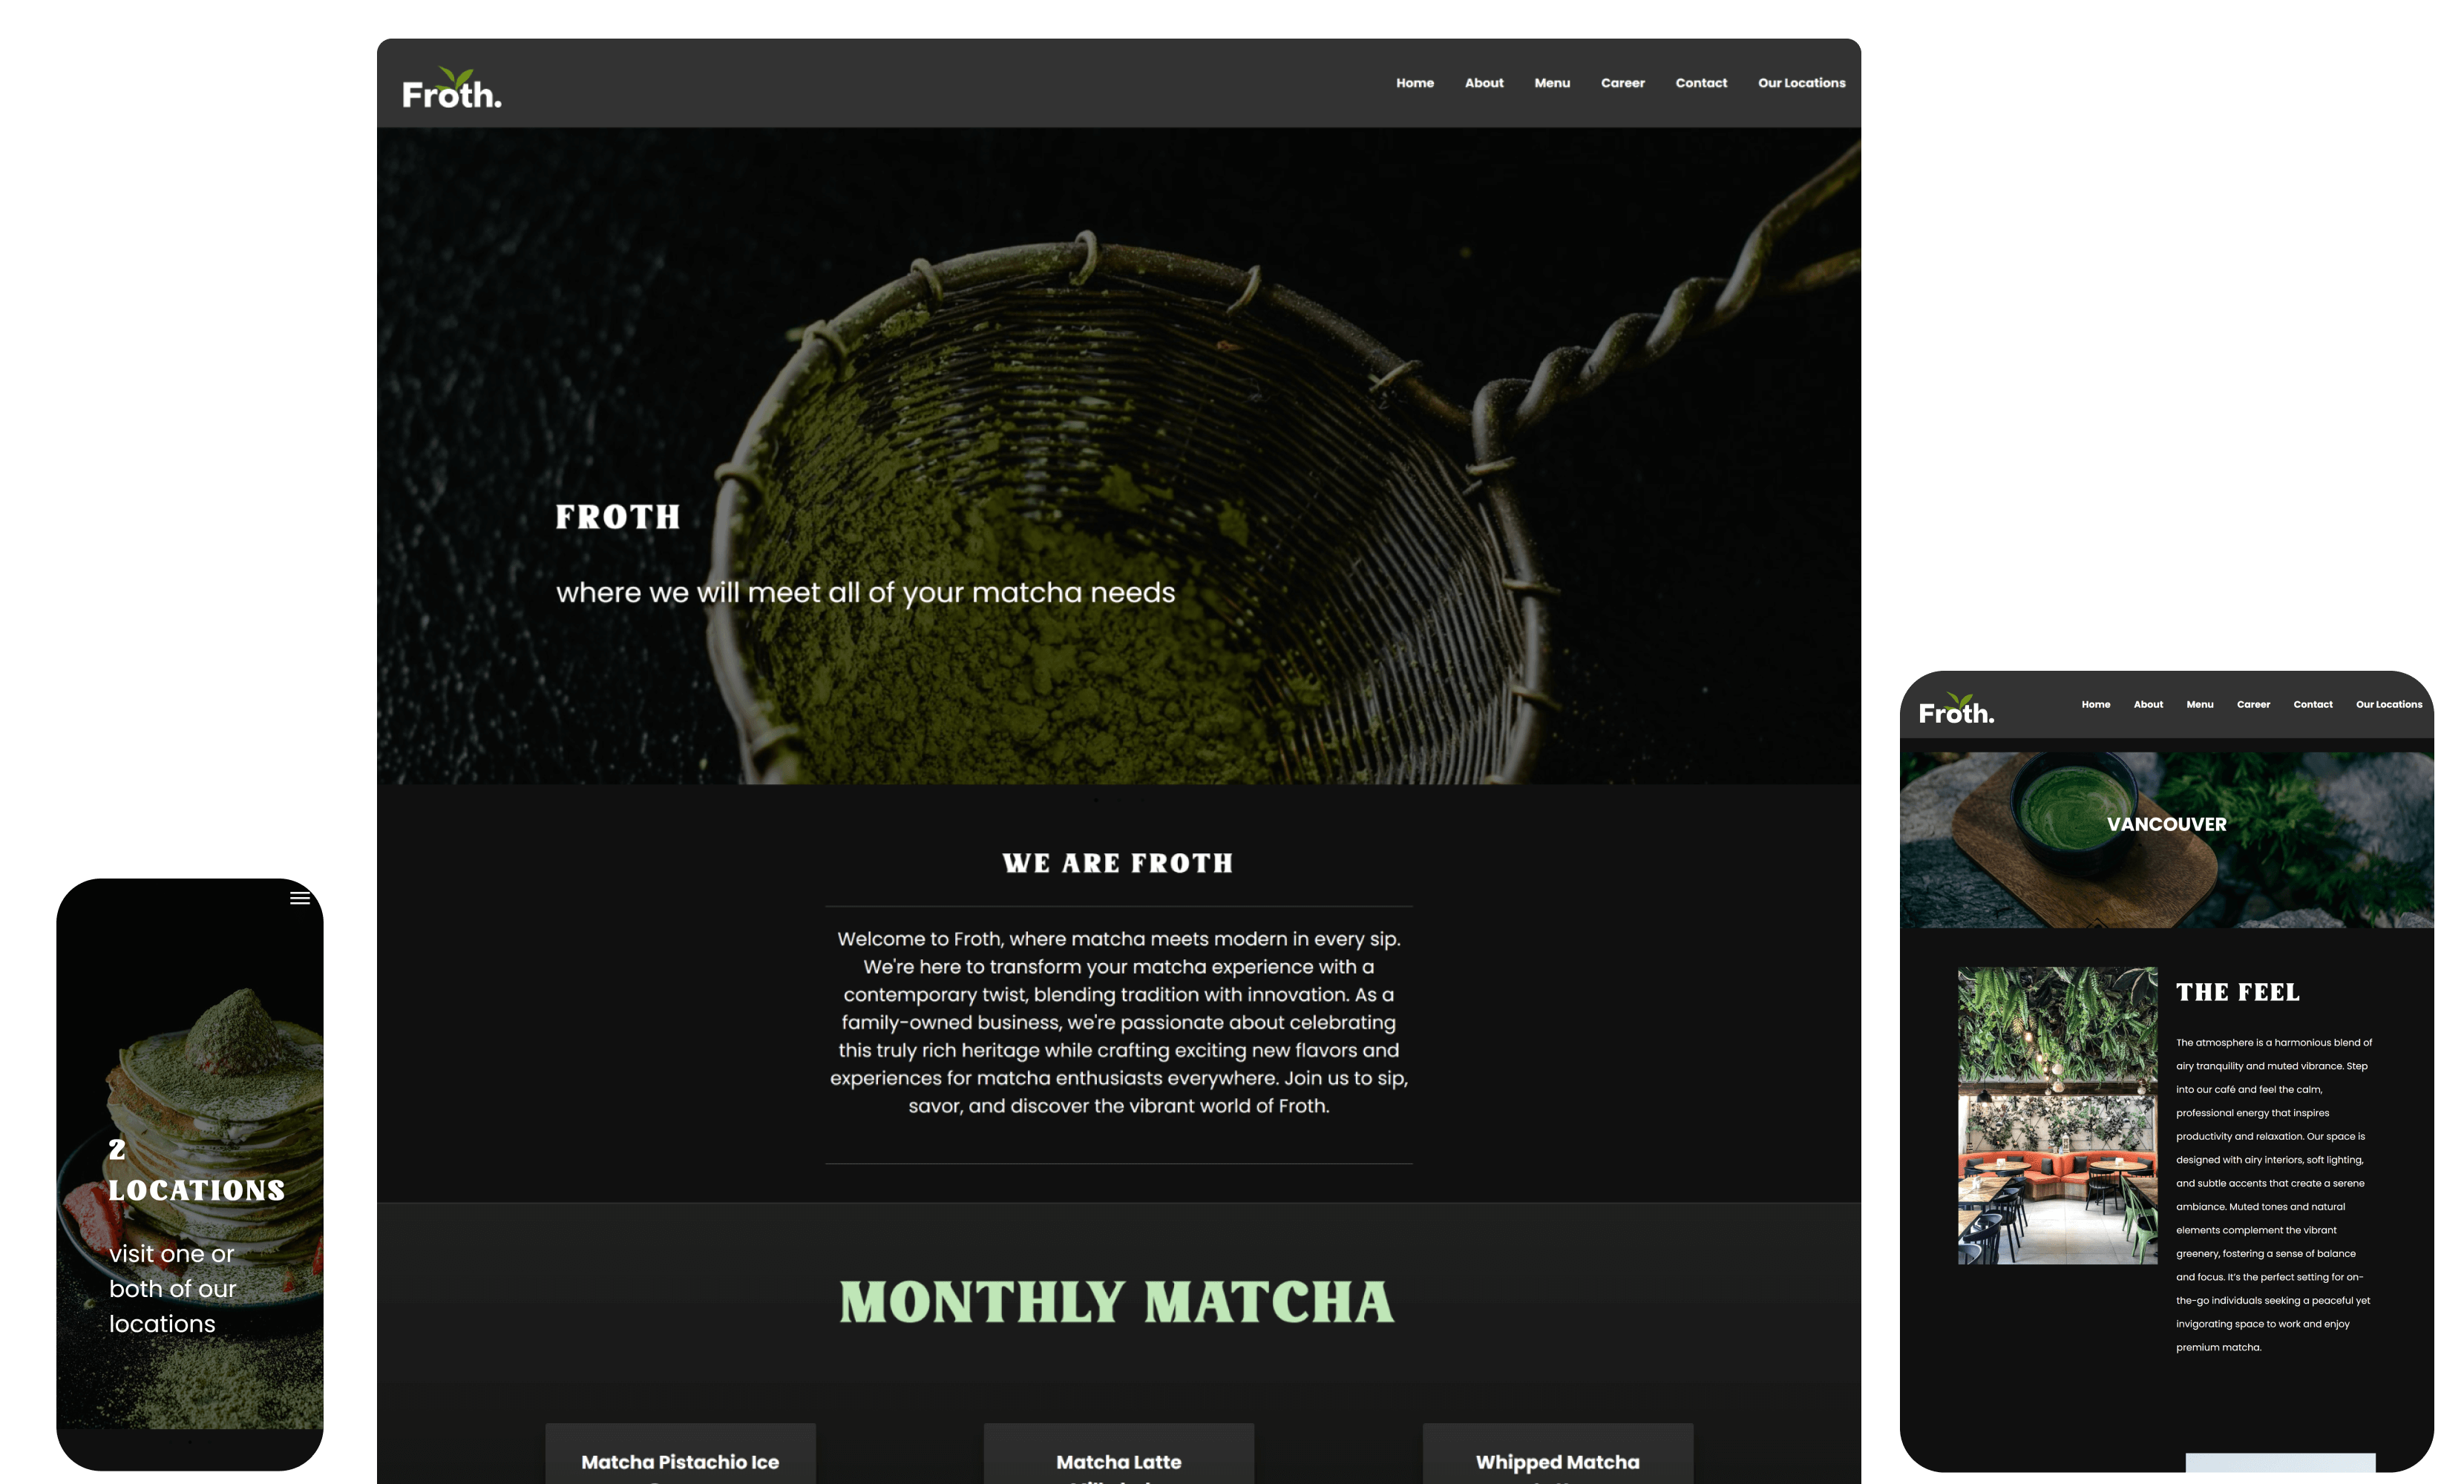 Froth.
Home About Menu Career Contact Our Locations
FROTH
where we will meet all of your matcha needs
WE ARE FROTH
Welcome to Froth, where matcha meets modern in every sip.
We're here to transform your matcha experience with a
contemporary twist, blending tradition with innovation. As a
family-owned business, we're passionate about celebrating
this truly rich heritage while crafting exciting new flavors and
experiences for matcha enthusiasts everywhere. Join us to sip,
savor, and discover the vibrant world of Froth.
MONTHLY MATCHA
Matcha Pistachio Ice
Matcha Latte
Whipped Matcha
2
LOCATIONS
visit one or
both of our
locations
Froth.
Home About Menu Career Contact Our Locations
VANCOUVER
THE FEEL
The atmosphere is a harmonious blend of
airy tranquility and muted vibrance. Step
into our café and feel the calm,
professional energy that inspires
productivity and relaxation. Our space is
designed with airy interiors, soft lighting,
and subtle accents that create a serene
ambiance. Muted tones and natural
elements complement the vibrant
greenery, fostering a sense of balance
and focus. It's the perfect setting for on-
the-go individuals seeking a peaceful yet
invigorating space to work and enjoy
premium matcha.